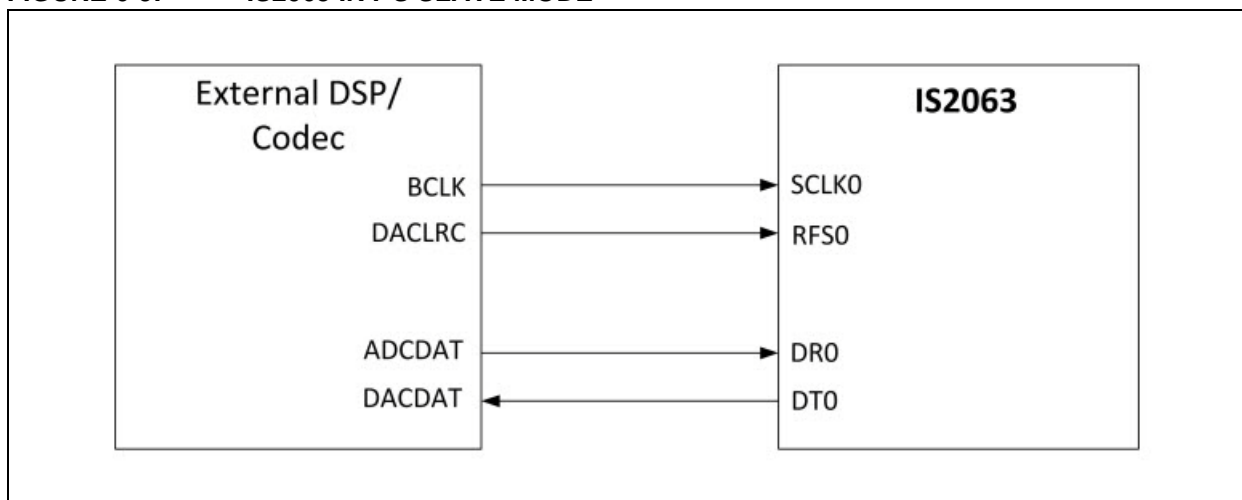 External DSP/
Codec
IS2063
BCLK
SCLK0
DACLRC
RFS0
ADCDAT
DR0
DACDAT
DT0